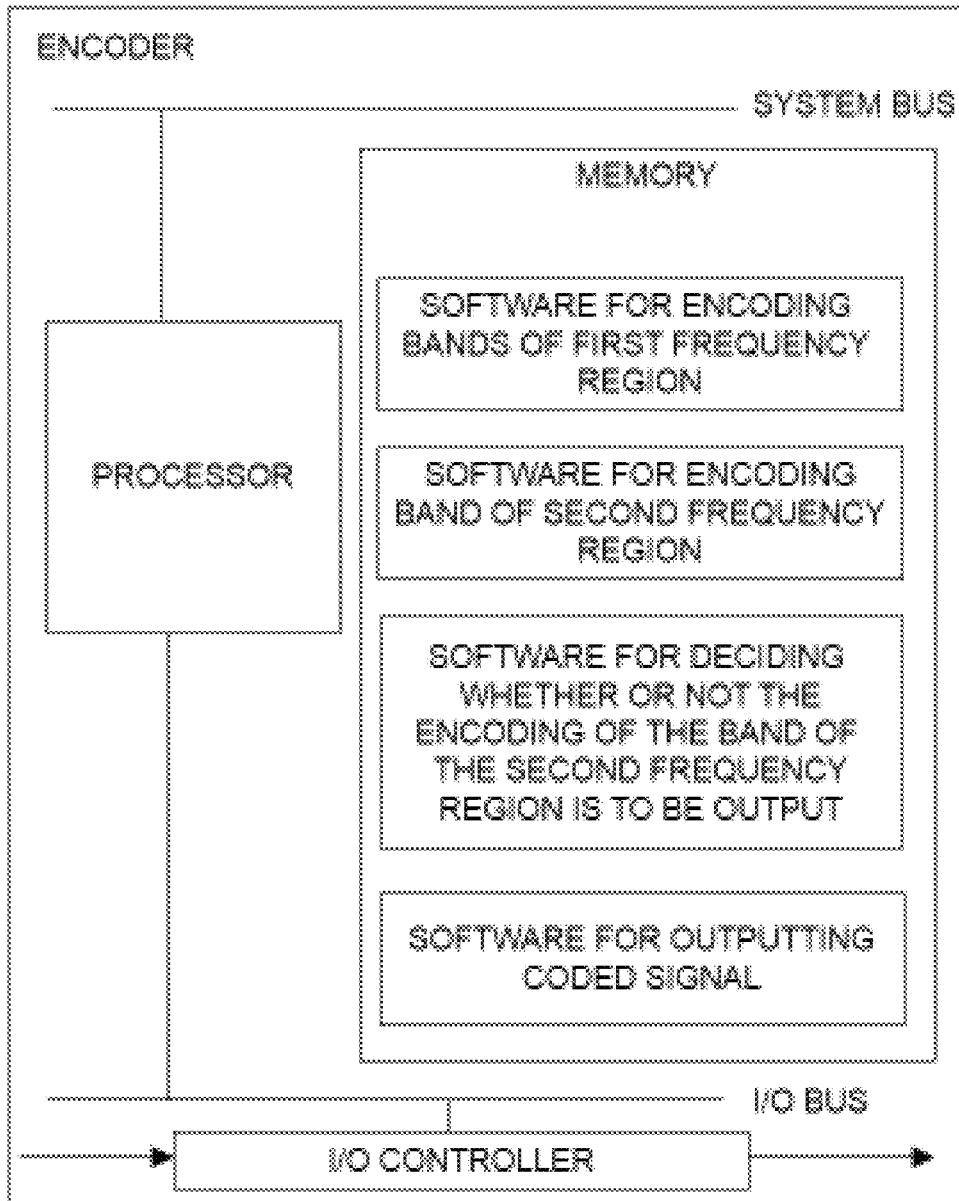 ENCODER
SYSTEM BUS
MEMORY
SOFTWARE FOR ENCODING
BANDS OF FIRST FREQUENCY
REGION
PROCESSOR
SOFTWARE FOR ENCODING
BAND OF SECOND FREQUENCY
REGION
SOFTWARE FOR DECIDING
WHETHER OR NOT THE
ENCODING OF THE BAND OF
THE SECOND FREQUENCY
REGION IS TO BE OUTPUT
SOFTWARE FOR OUTPUTTING
CODED SIGNAL
I/O BUS
I/O CONTROLLER